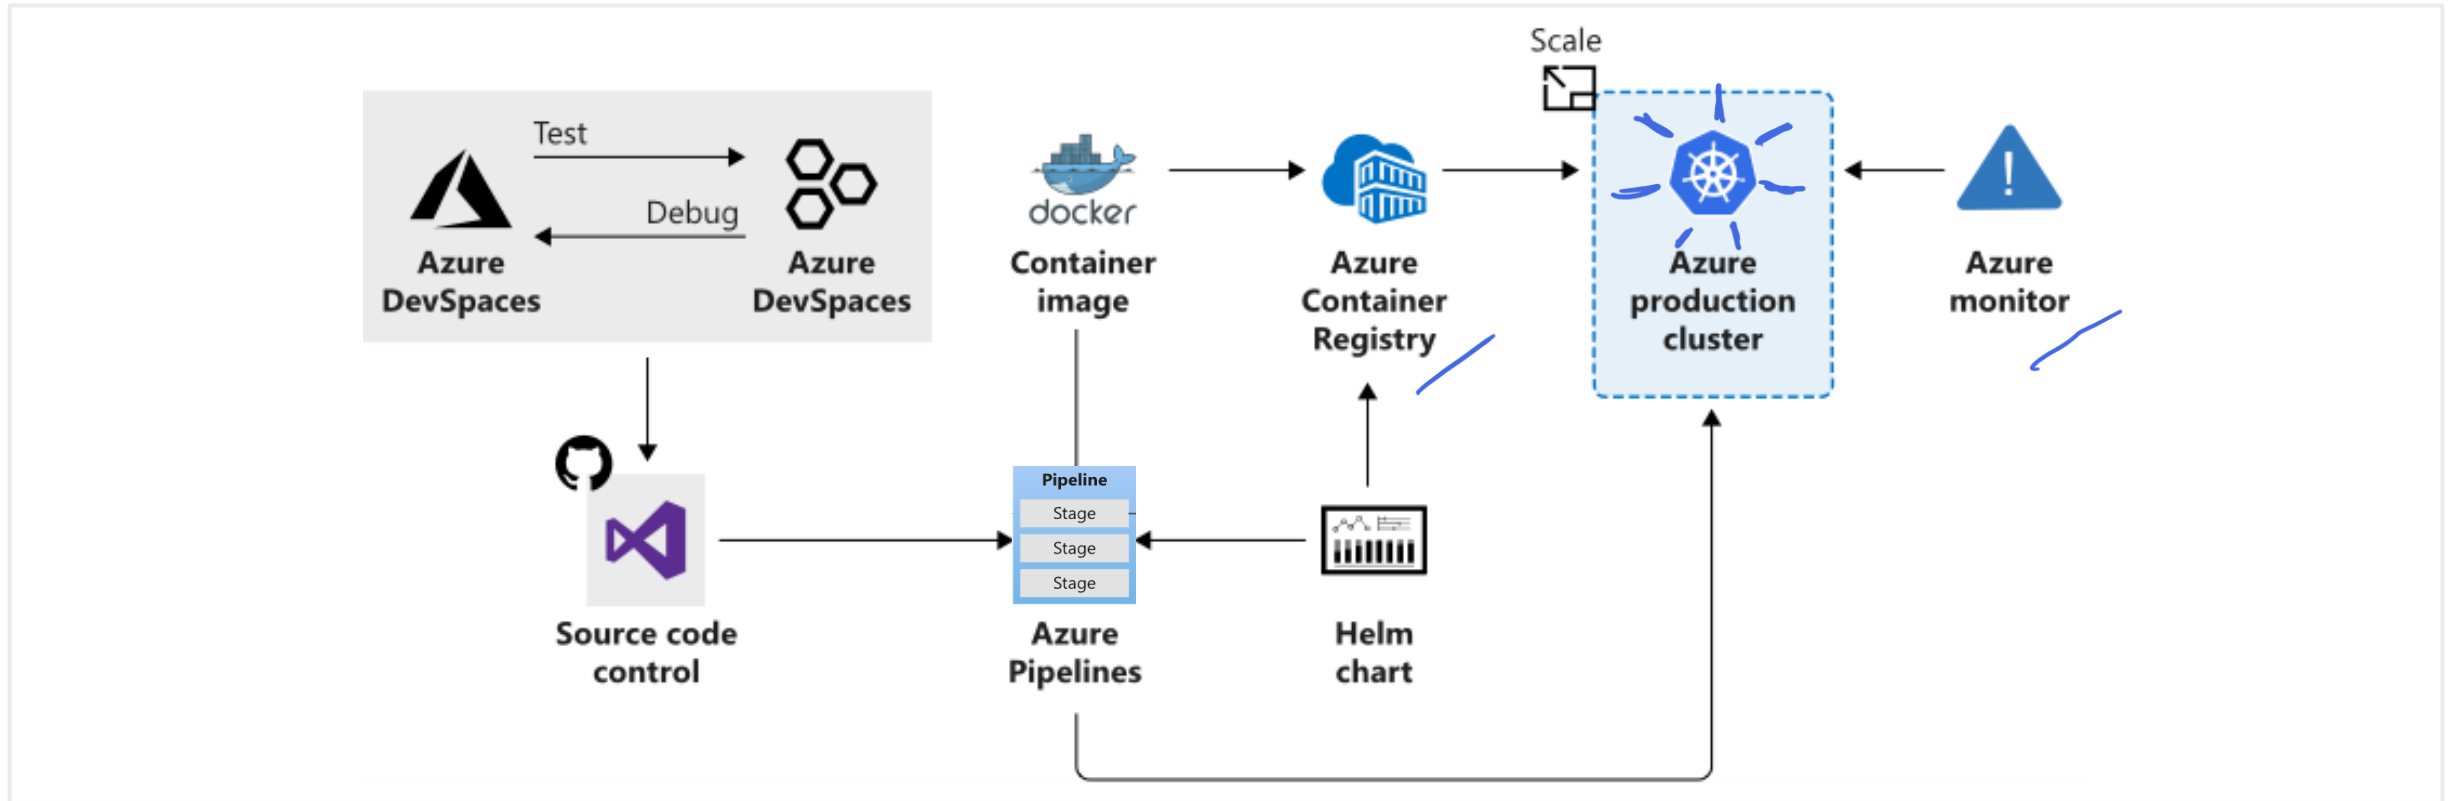 Scale
Test
Debug
Azure
DevSpaces
Azure
DevSpaces
docker
Container
image
Azure
Container
Registry
Azure
production
cluster
Azure
monitor
Source code
control
Pipeline
Stage
Stage
Stage
Azure
Pipelines
Helm
chart